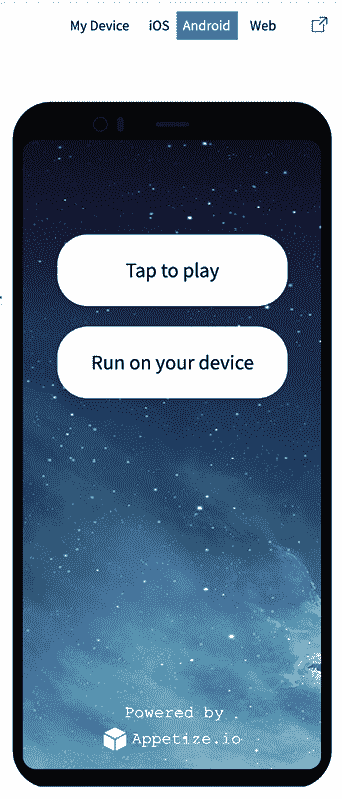 My Device iOS Android Web
Tap to play
Run on your device
Powered by
Appetize.io